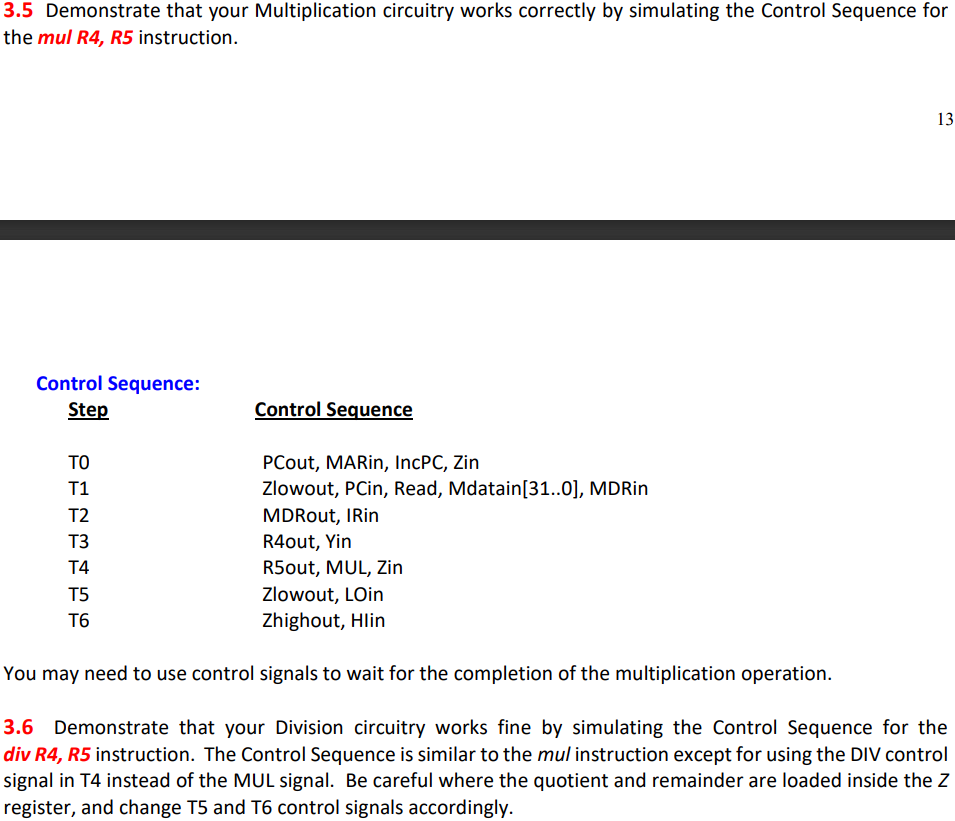 3.5 Demonstrate that your Multiplication circuitry works correctly by simulating the Control Sequence for
the mul R4, R5 instruction.
13
Control Sequence:
Step Control Sequence
T0 PCout, MARin, IncPC, Zin
T1 Zlowout, PCin, Read, Mdatain[31..0], MDRin
T2 MDRout, IRin
T3 R4out, Yin
T4 R5out, MUL, Zin
T5 Zlowout, LOin
T6 Zhighout, HIin
You may need to use control signals to wait for the completion of the multiplication operation.
3.6 Demonstrate that your Division circuitry works fine by simulating the Control Sequence for the
div R4, R5 instruction. The Control Sequence is similar to the mul instruction except for using the DIV control
signal in T4 instead of the MUL signal. Be careful where the quotient and remainder are loaded inside the Z
register, and change T5 and T6 control signals accordingly.